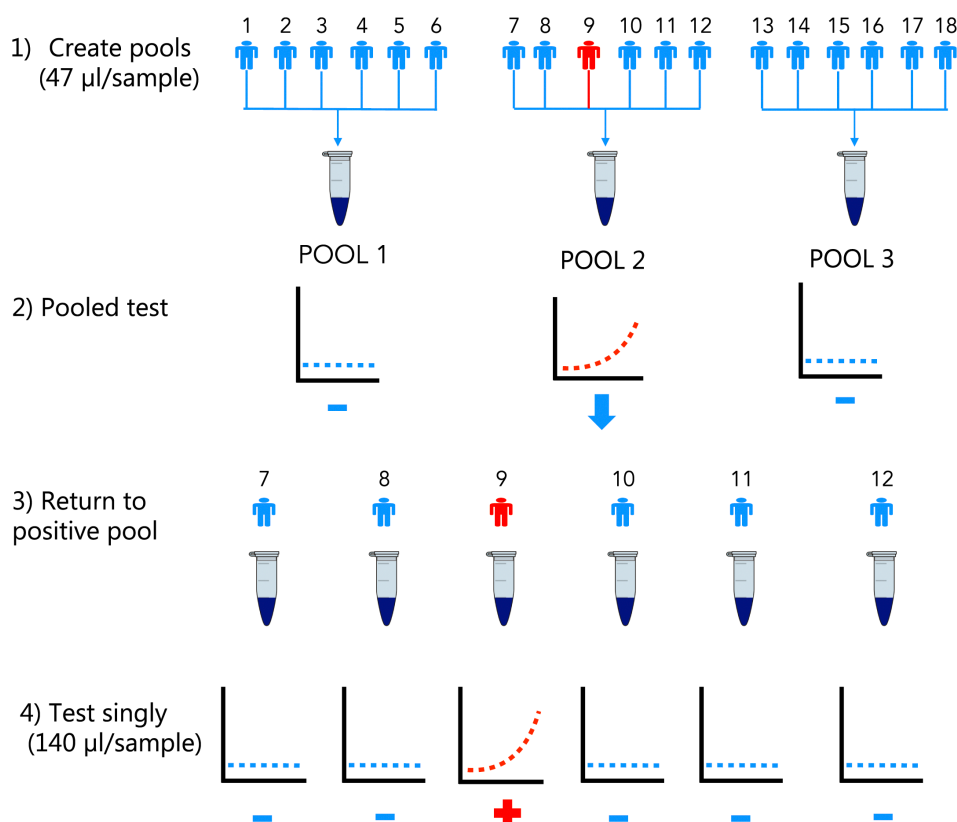 1 2 3 4 5 6 7 8 9 10 11 12 13 14 15 16 17 18
1) Create pools
(47 µl/sample)
POOL 1 POOL 2 POOL 3
2) Pooled test
7 8 9 10 11 12
3) Return to
positive pool
4) Test singly
(140 µl/sample)